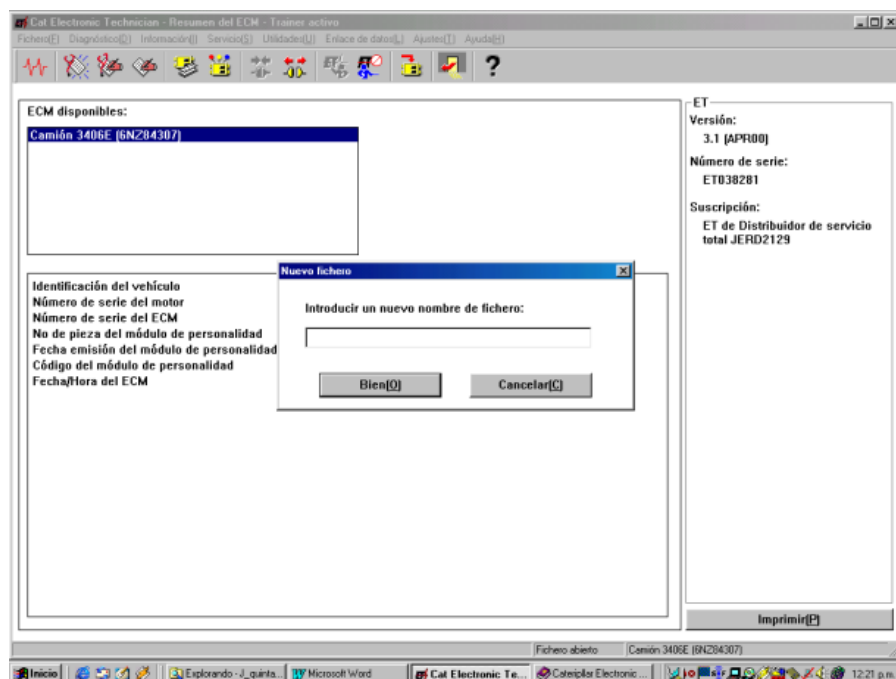 Cat Electronic Technician - Resumen del ECM - Trainer activo
Fichero(F) Diagnóstico(D) Información(I) Servicio(S) Utilidades(U) Enlace de datos(L) Ajustes(T) Ayuda(H)
ECM disponibles:
Camión 3406E (6NZ84307)
ET
Versión:
3.1 (APR00)
Número de serie:
ET038281
Suscripción:
ET de Distribuidor de servicio
total JERD2129
Nuevo fichero
Introducir un nuevo nombre de fichero:
Bien(O) Cancelar(C)
Identificación del vehículo
Número de serie del motor
Número de serie del ECM
No de pieza del módulo de personalidad
Fecha emisión del módulo de personalidad
Código del módulo de personalidad
Fecha/Hora del ECM
Imprimir(P)
Fichero abierto Camión 3406E (6NZ84307)
Inicio Explorando - J_quinta... Microsoft Word Cat Electronic Te... Caterpillar Electronic ... 12:21 p.m.